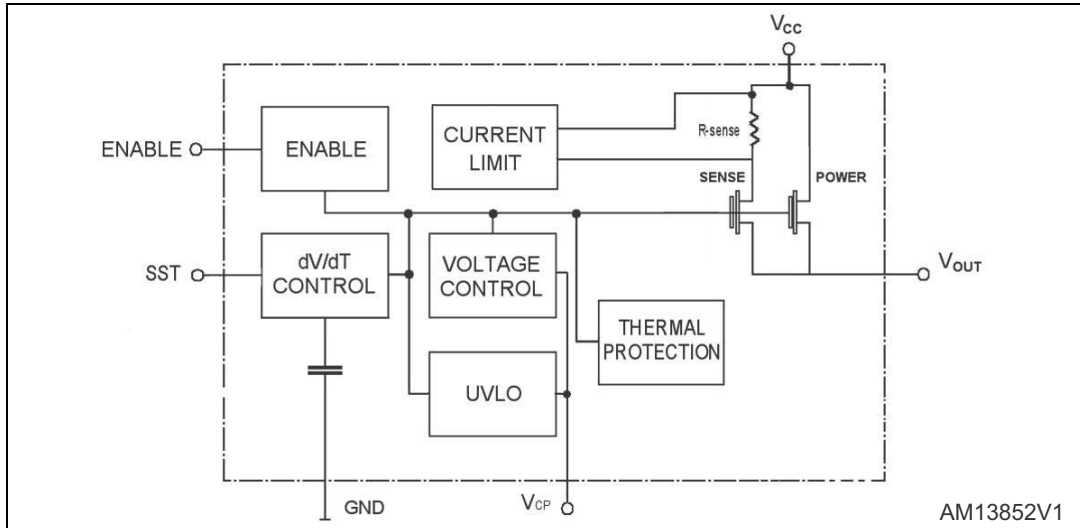 VCC
ENABLE
ENABLE
CURRENT
LIMIT
R-sense
SENSE
POWER
SST
dV/dT
CONTROL
VOLTAGE
CONTROL
VOUT
THERMAL
PROTECTION
UVLO
GND
VCP
AM13852V1